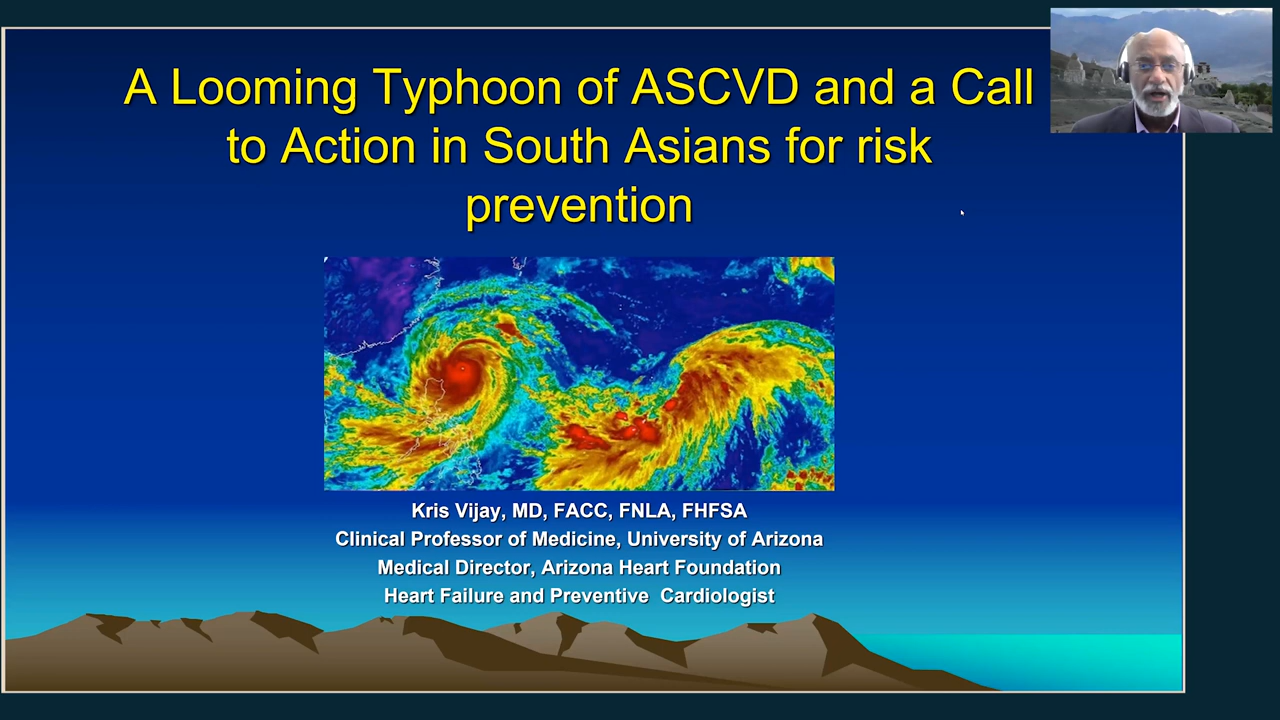 A Looming Typhoon of ASCVD and a Call
to Action in South Asians for risk
prevention
Kris Vijay, MD, FACC, FNLA, FHFSA
Clinical Professor of Medicine, University of Arizona
Medical Director, Arizona Heart Foundation
Heart Failure and Preventive Cardiologist